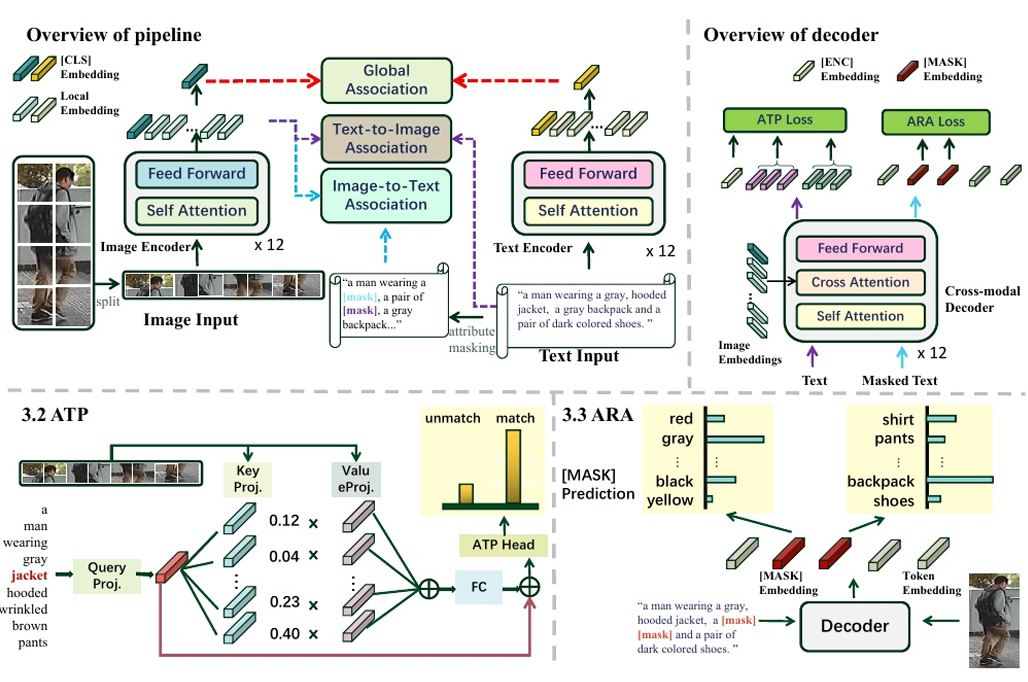 Overview of pipeline
[CLS]
Embedding
Local
Embedding
Global
Association
Text-to-Image
Association
Image-to-Text
Association
Feed Forward
Self Attention
Image Encoder
x 12
split
Image Input
Feed Forward
Self Attention
Text Encoder
x 12
“a man wearing a
[mask], a pair of
[mask], a gray
backpack...”
attribute
masking
“a man wearing a gray, hooded
jacket, a gray backpack and a
pair of dark colored shoes. ”
Text Input
Overview of decoder
[ENC]
Embedding
[MASK]
Embedding
ATP Loss
ARA Loss
Feed Forward
Cross Attention
Self Attention
Cross-modal
Decoder
Image
Embeddings
x 12
Text
Masked Text
3.2 ATP
Key
Proj.
Valu
eProj.
unmatch
match
a
man
wearing
gray
jacket
hooded
wrinkled
brown
pants
Query
Proj.
0.12 ×
0.04 ×
⋮
0.23 ×
0.40 ×
FC
ATP Head
3.3 ARA
[MASK]
Prediction
red
gray
⋮
black
yellow
shirt
pants
⋮
backpack
shoes
[MASK]
Embedding
Token
Embedding
“a man wearing a gray,
hooded jacket, a [mask]
[mask] and a pair of
dark colored shoes. ”
Decoder